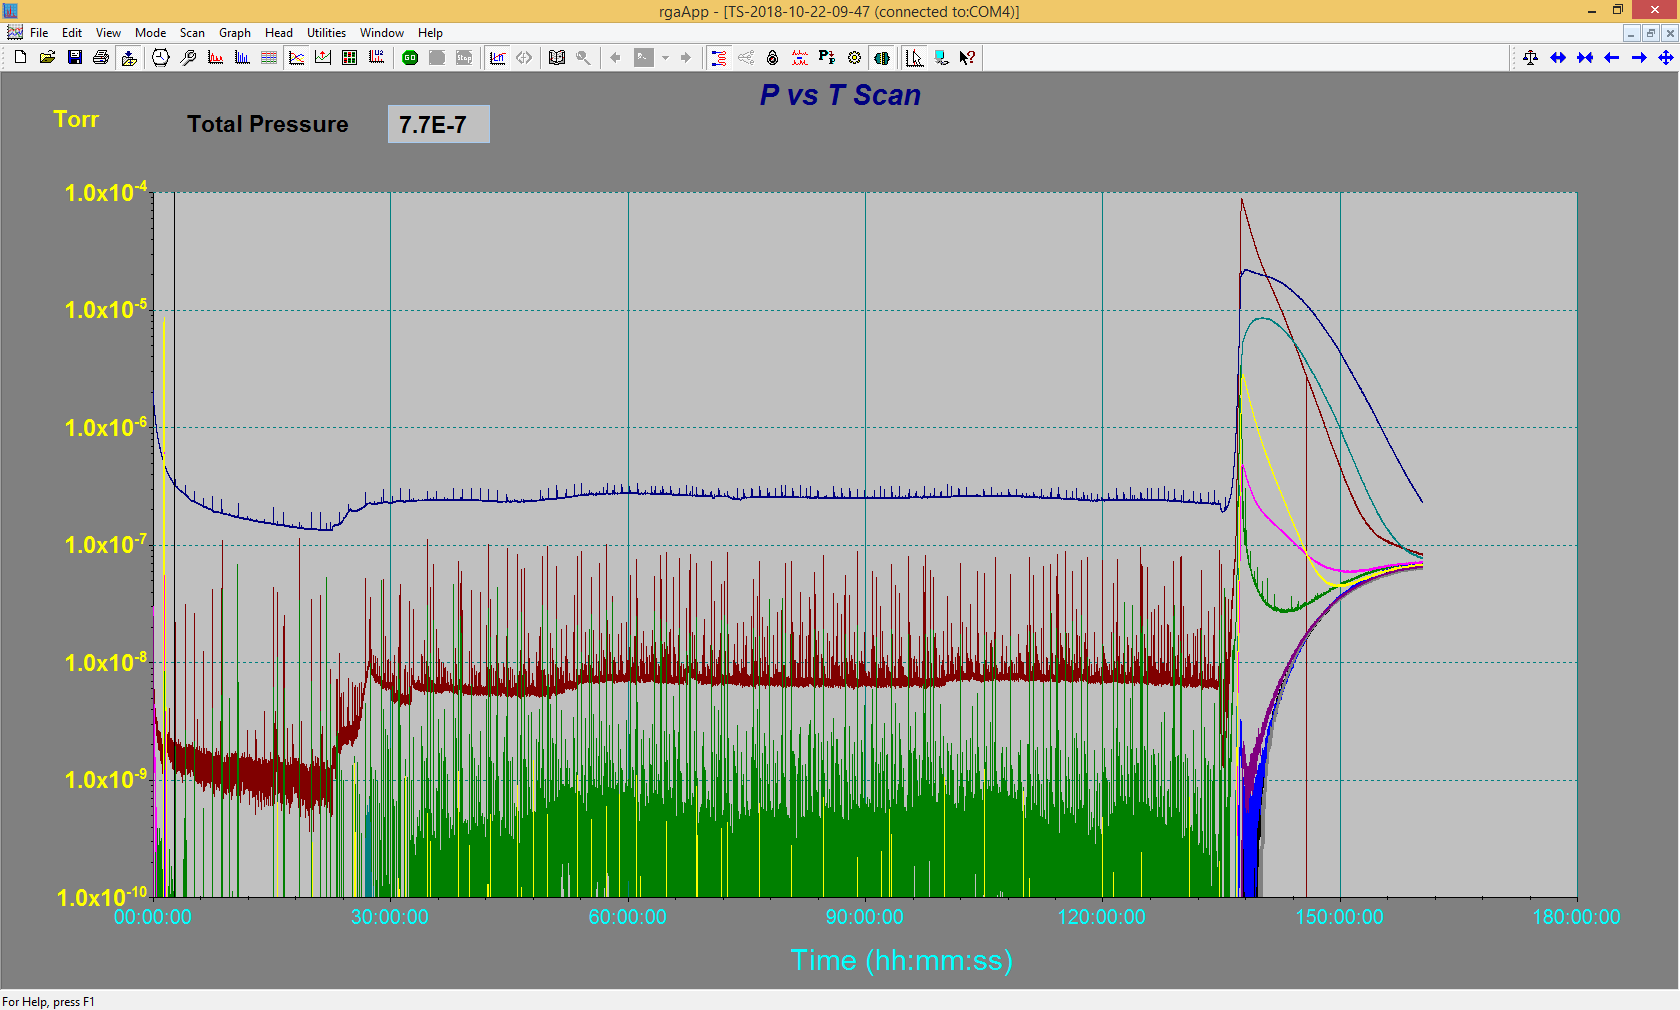 rgaApp - [TS-2018-10-22-09-47 (connected to:COM4)]
File Edit View Mode Scan Graph Head Utilities Window Help
GO Stop
P vs T Scan
Torr
Total Pressure 7.7E-7
1.0x10-4
1.0x10-5
1.0x10-6
1.0x10-7
1.0x10-8
1.0x10-9
1.0x10-10
00:00:00 30:00:00 60:00:00 90:00:00 120:00:00 150:00:00 180:00:00
Time (hh:mm:ss)
For Help, press F1